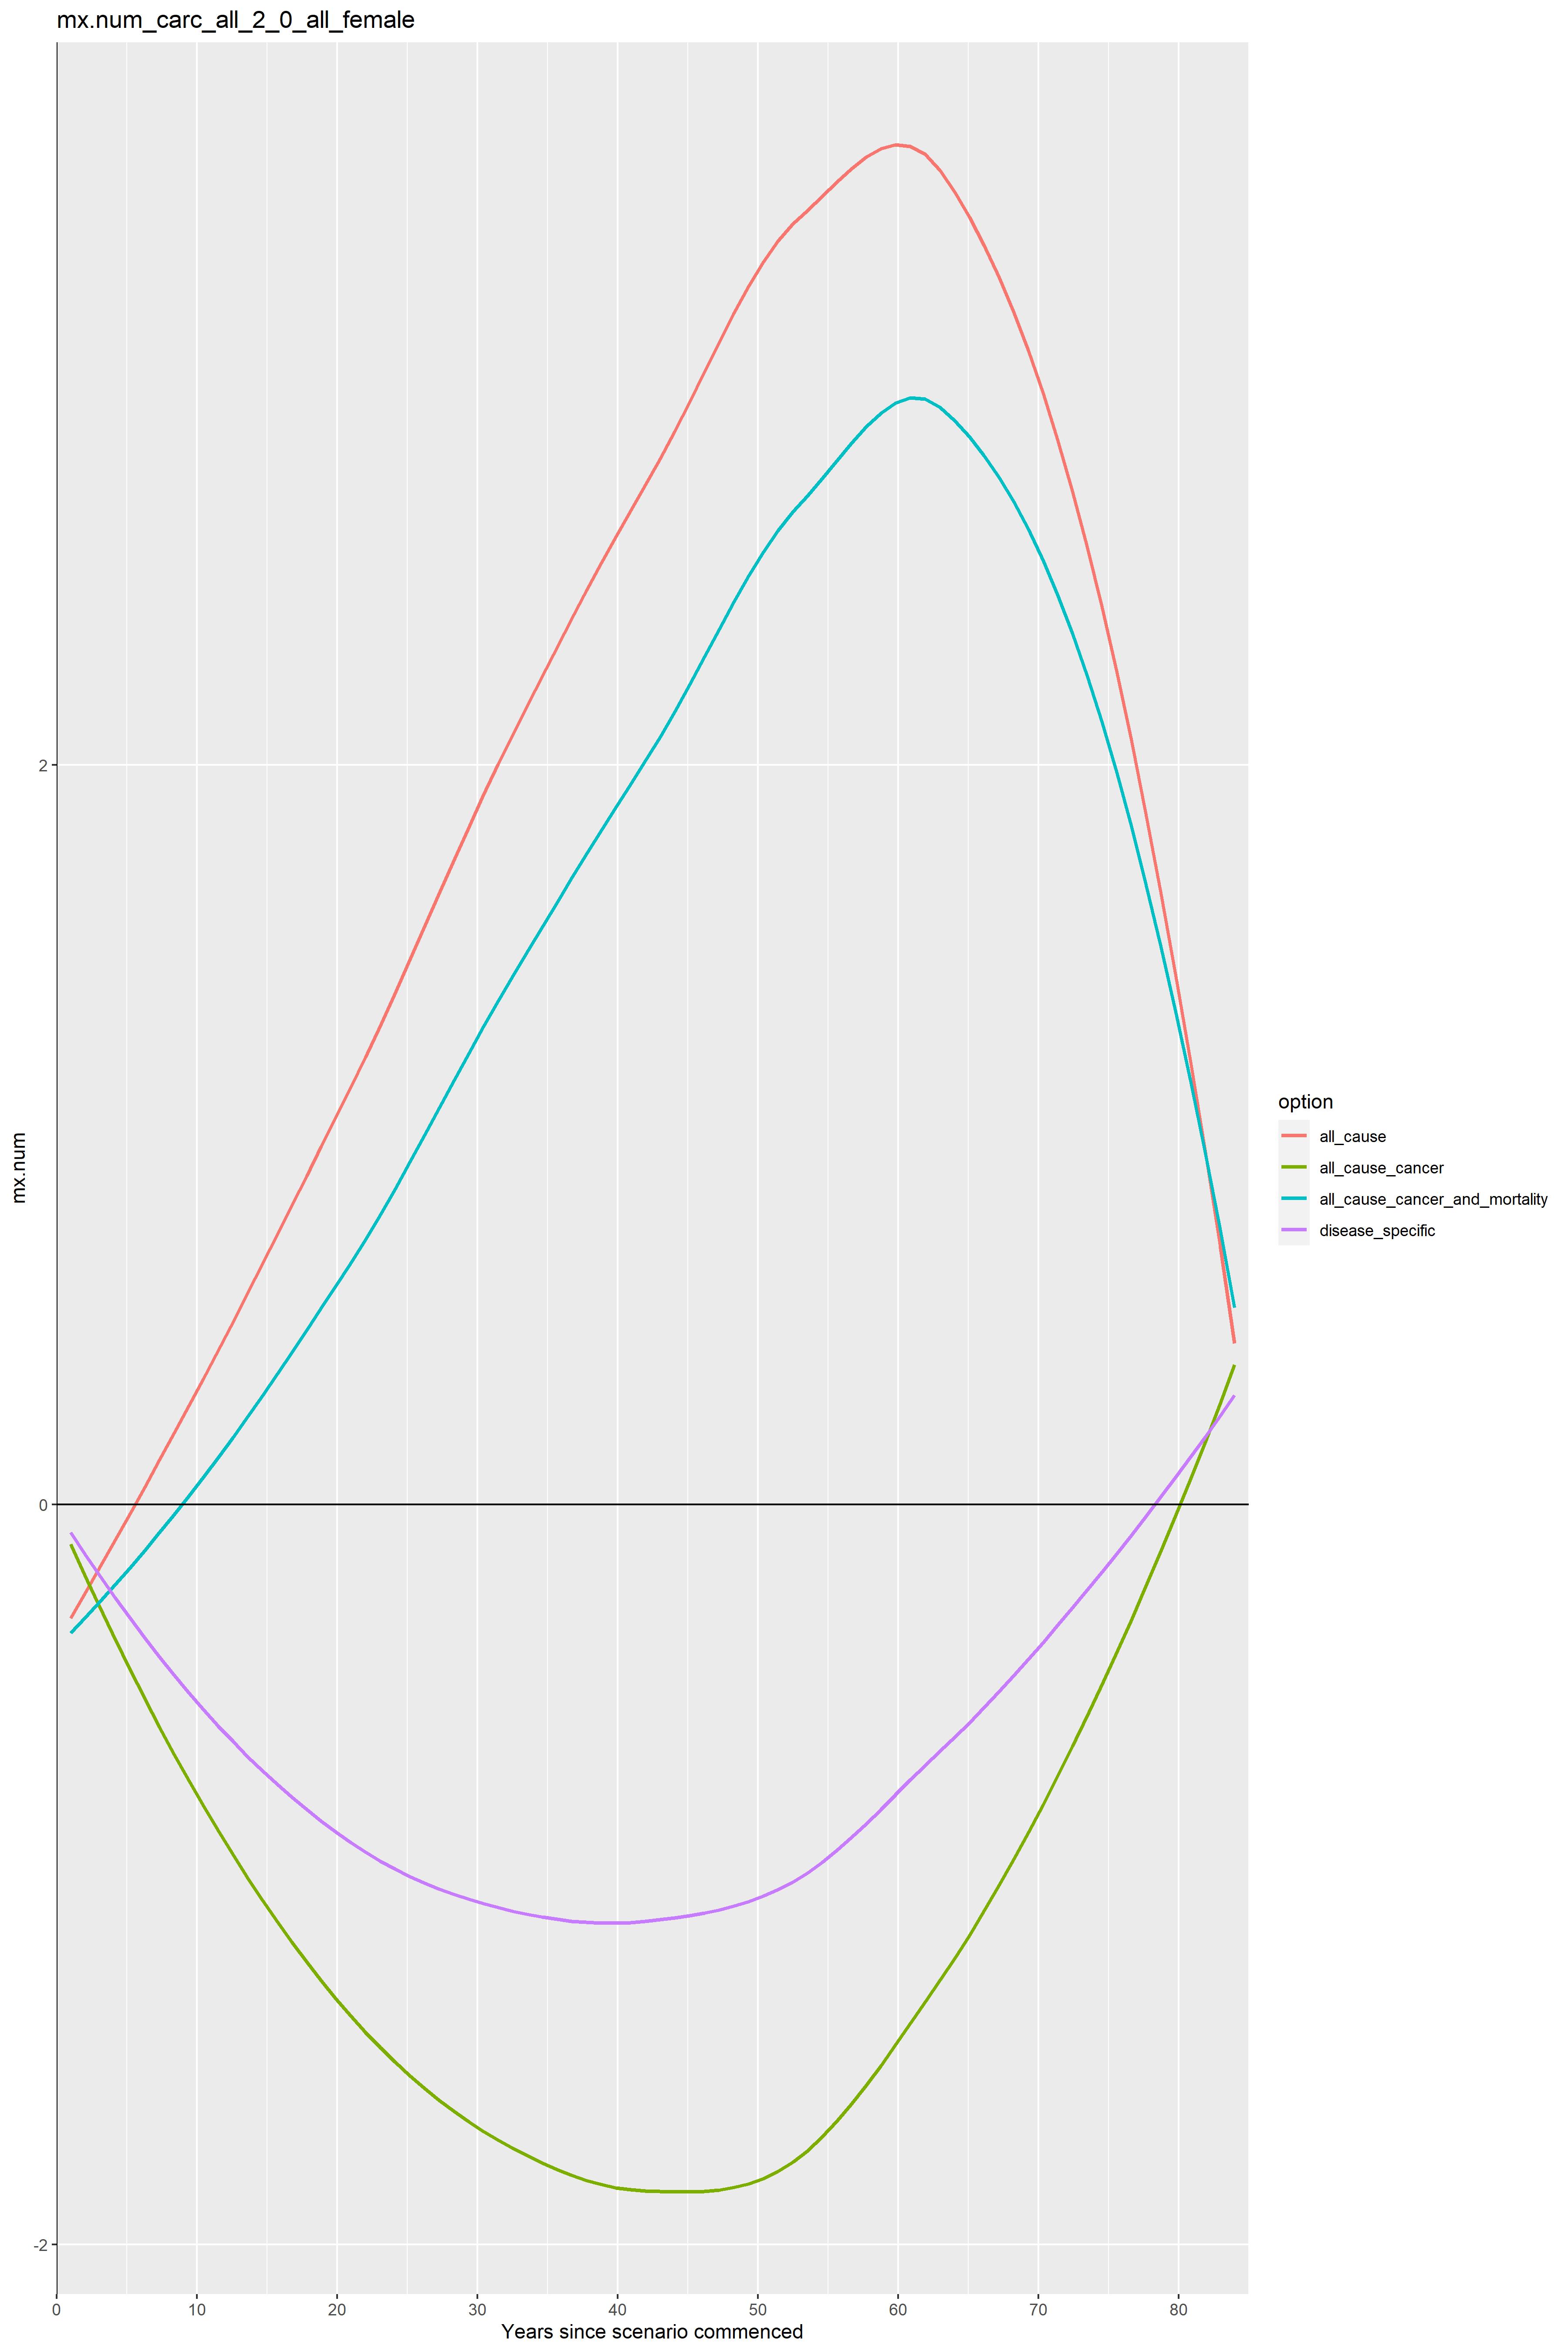 mx.num_carc_all_2_0_all_female
mx.num
2
0
-2
0 10 20 30 40 50 60 70 80
Years since scenario commenced
option
all_cause
all_cause_cancer
all_cause_cancer_and_mortality
disease_specific